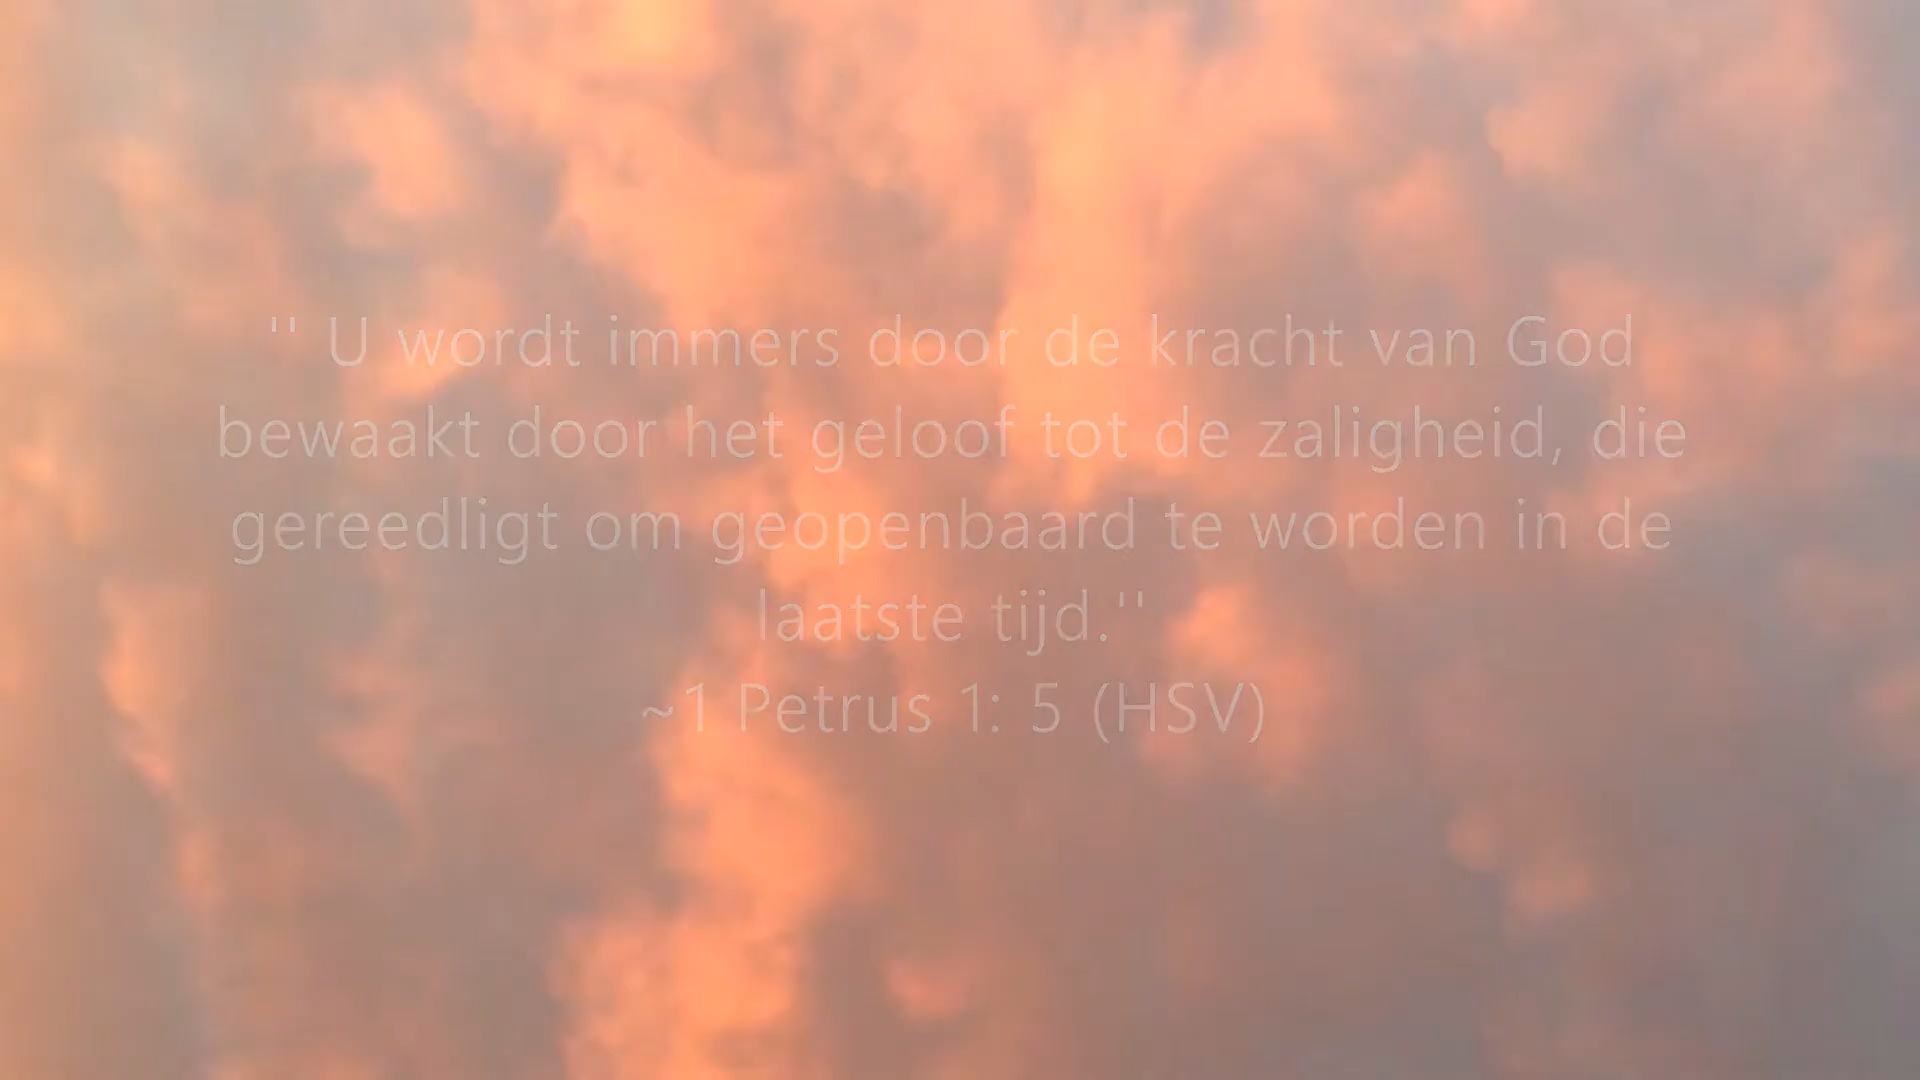 '' U wordt immers door de kracht van God
bewaakt door het geloof tot de zaligheid, die
gereedligt om geopenbaard te worden in de
laatste tijd.''
~1 Petrus 1: 5 (HSV)